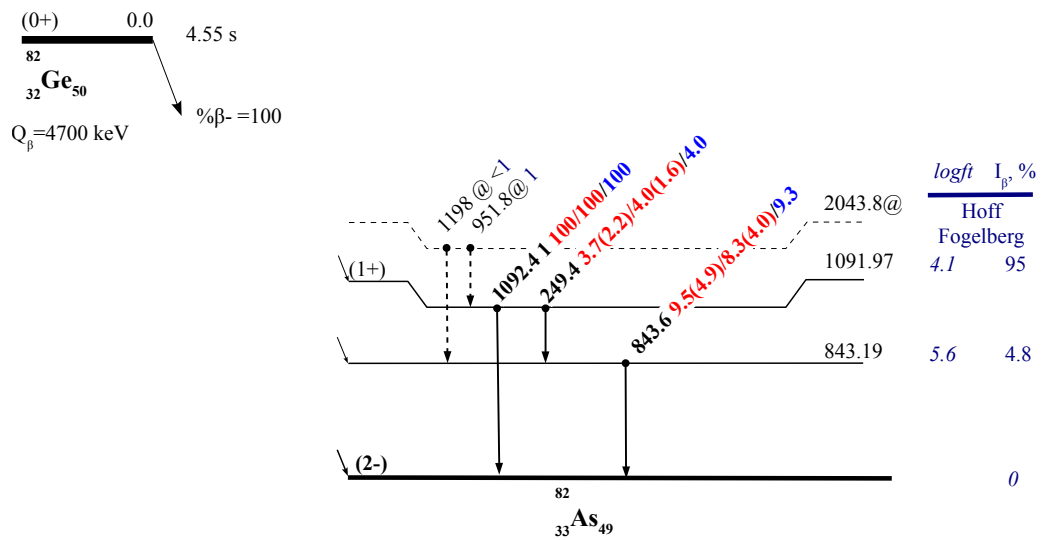 (0+) 0.0
4.55 s
82
32Ge50
%β- =100
Qβ=4700 keV
1198 @ <1
951.8@ 1
1092.4 1 100/100/100
249.4 3.7(2.2)/4.0(1.6)/4.0
843.6 9.5(4.9)/8.3(4.0)/9.3
logft Iβ, %
2043.8@
Hoff
Fogelberg
(1+) 1091.97 4.1 95
843.19 5.6 4.8
(2-)
0
82
33As49